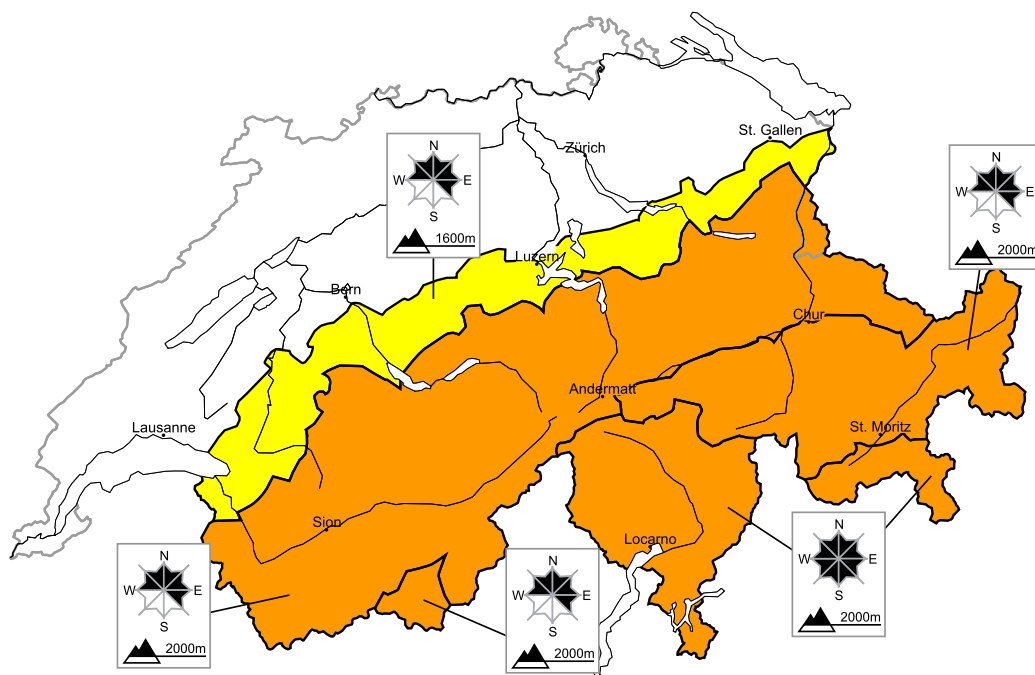 St. Gallen
Zürich
N
W E
S
1600m
N
W E
S
2000m
Luzern
Bern
Chur
Andermatt
Lausanne
St. Moritz
Sion
Locarno
N
W E
S
2000m
N
W E
S
2000m
N
W E
S
2000m